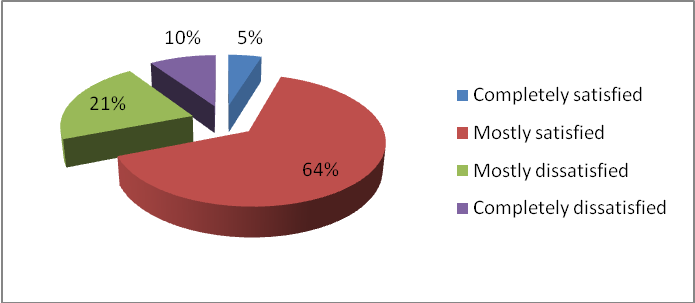 10%
5%
21%
64%
Completely satisfied
Mostly satisfied
Mostly dissatisfied
Completely dissatisfied